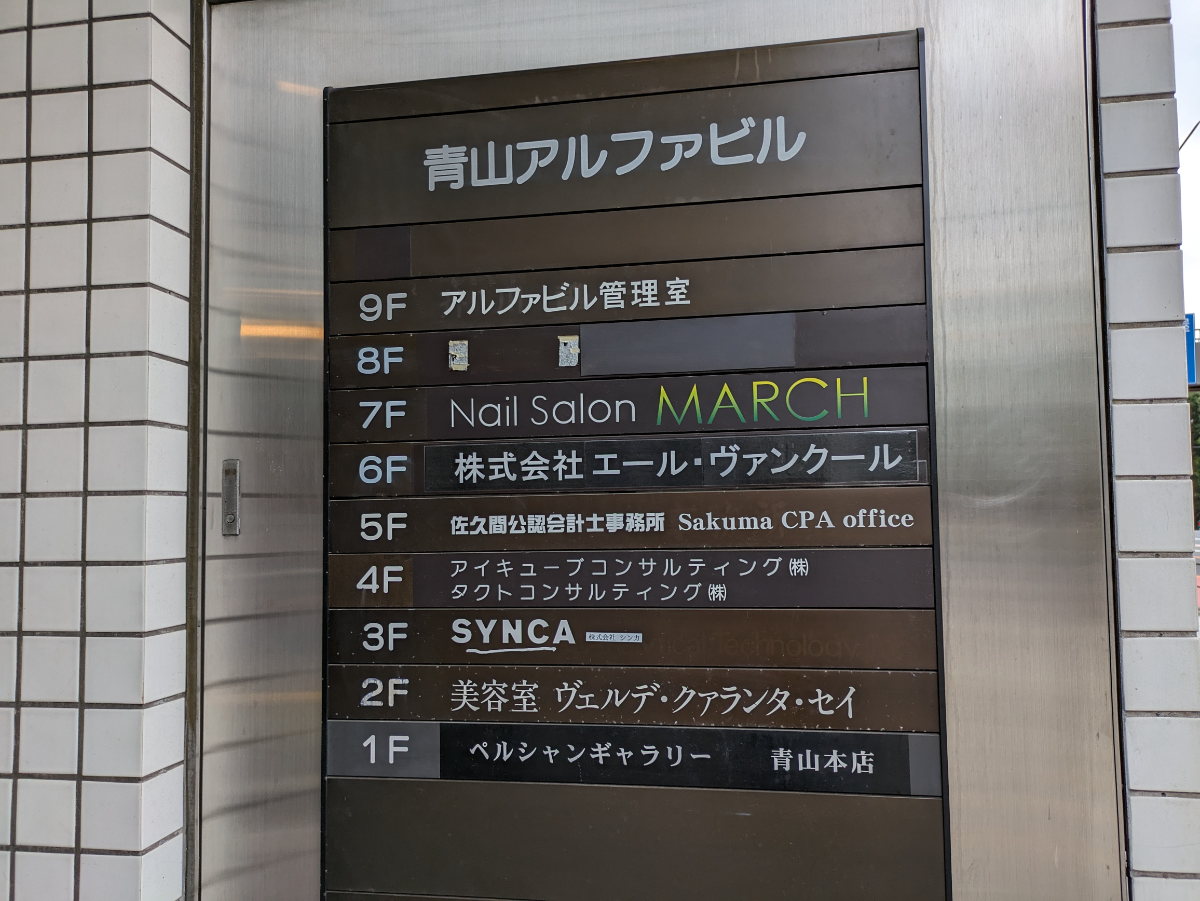 青山アルファビル
9F アルファビル管理室
8F
7F Nail Salon MARCH
6F 株式会社 エール・ヴァンクール
5F 佐久間公認会計士事務所 Sakuma CPA office
4F アイキューブコンサルティング㈱
タクトコンサルティング㈱
3F SYNCA 株式会社 シンカ
2F 美容室 ヴェルデ・クァランタ・セイ
1F ペルシャンギャラリー 青山本店